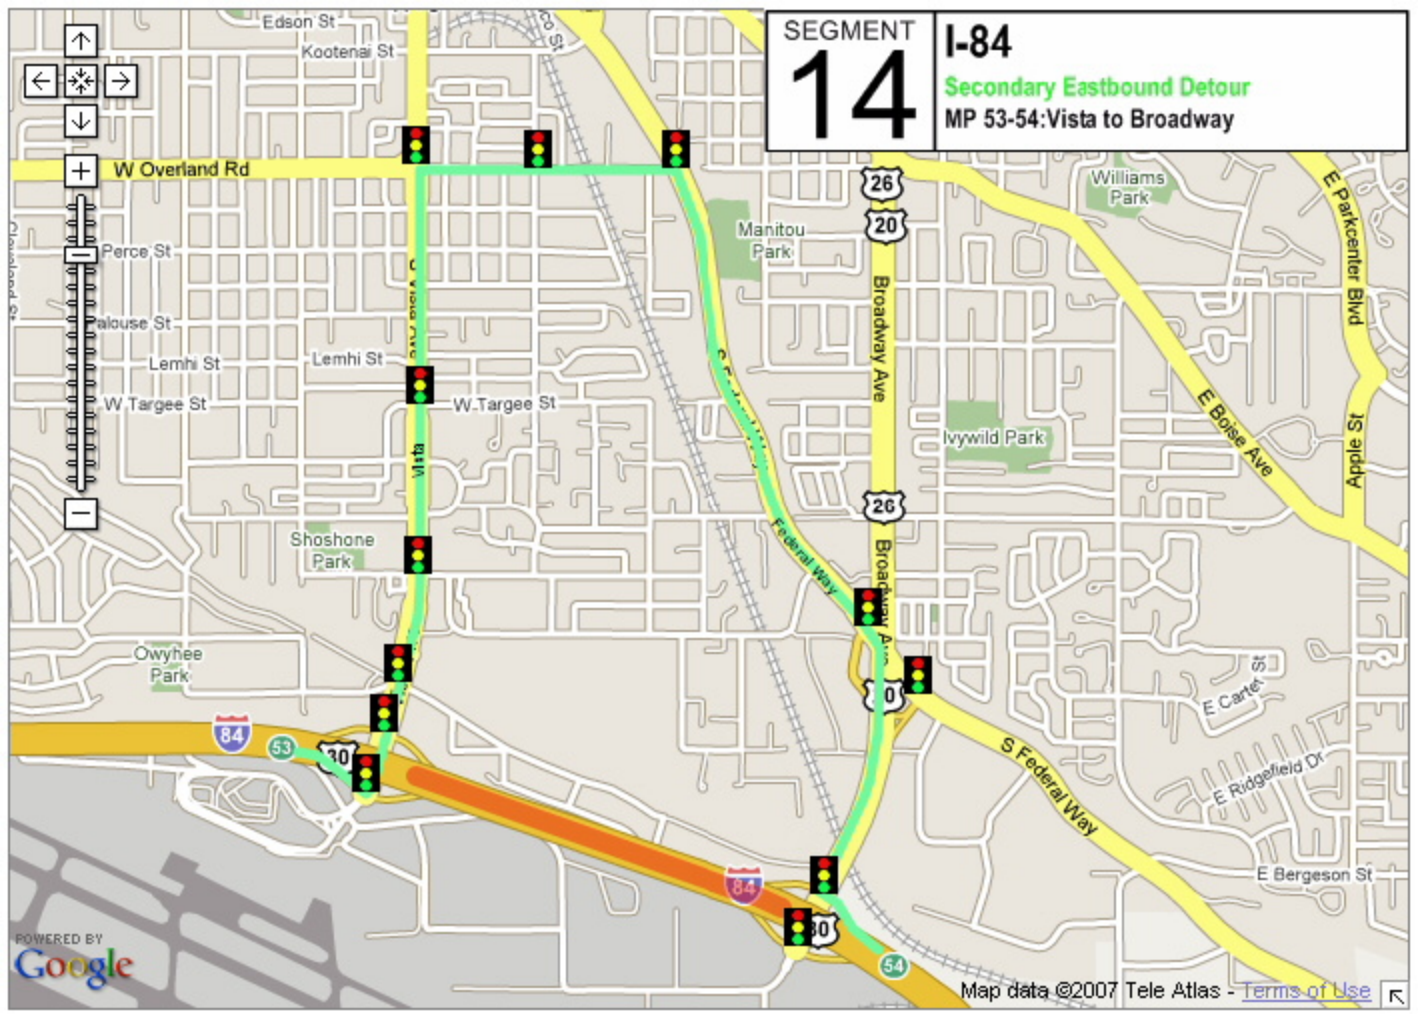 SEGMENT
14
I-84
Secondary Eastbound Detour
MP 53-54:Vista to Broadway
Edson St
Kootenai St
co St
W Overland Rd
26
20
Williams
Park
E Parkcenter Blvd
Manitou
Park
Perce St
Broadway Ave
alouse St
Lemhi St
Lemhi St
W Targee St
W Targee St
E Boise Ave
Apple St
Ivywild Park
Vista
26
Shoshone
Park
Federal Way
Broadway Ave
Owyhee
Park
E Carter St
30
84
53
30
S Federal Way
E Ridgefield Dr
E Bergeson St
84
30
54
POWERED BY
Google
Map data ©2007 Tele Atlas - Terms of Use